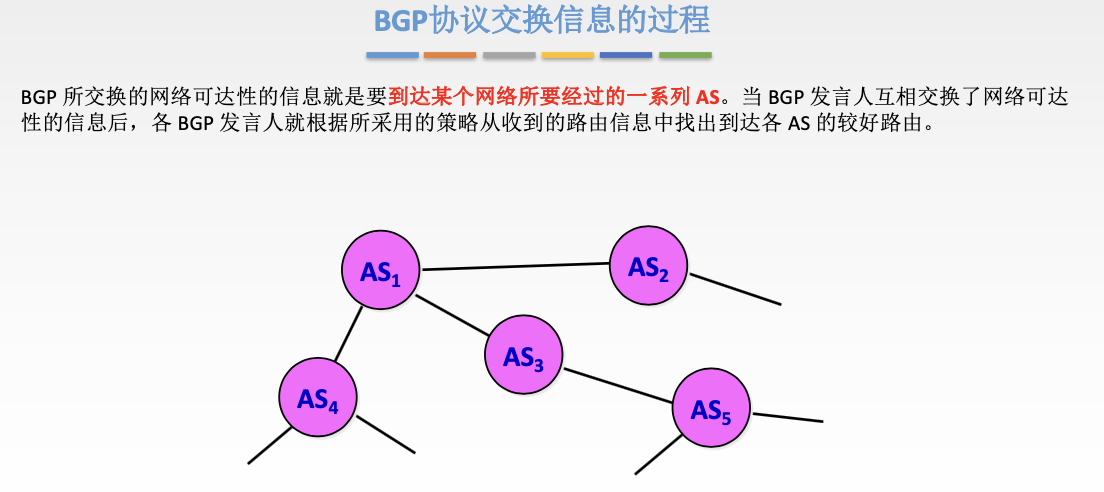 BGP协议交换信息的过程
BGP 所交换的网络可达性的信息就是要到达某个网络所要经过的一系列 AS。当 BGP 发言人互相交换了网络可达
性的信息后，各 BGP 发言人就根据所采用的策略从收到的路由信息中找出到达各 AS 的较好路由。
AS₁
AS₂
AS₃
AS₄
AS₅